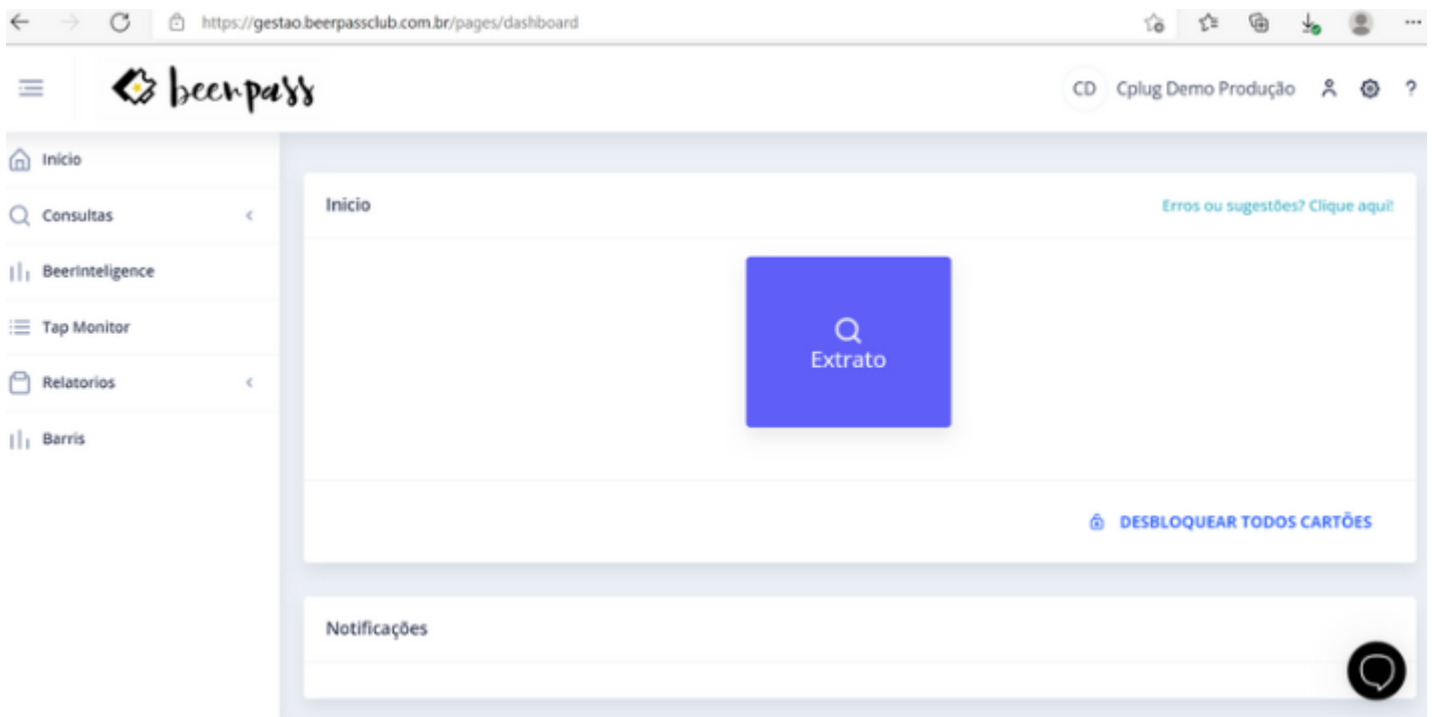 https://gestao.beerpassclub.com.br/pages/dashboard
beerpass
CD Cplug Demo Produção ?
Início
Consultas
BeerInteligence
Tap Monitor
Relatorios
Barris
Inicio
Erros ou sugestões? Clique aqui!
Extrato
DESBLOQUEAR TODOS CARTÕES
Notificações